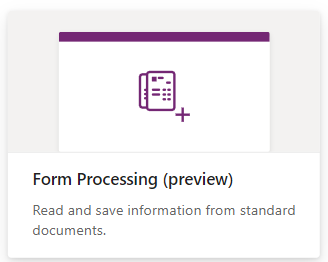 Form Processing (preview)
Read and save information from standard
documents.